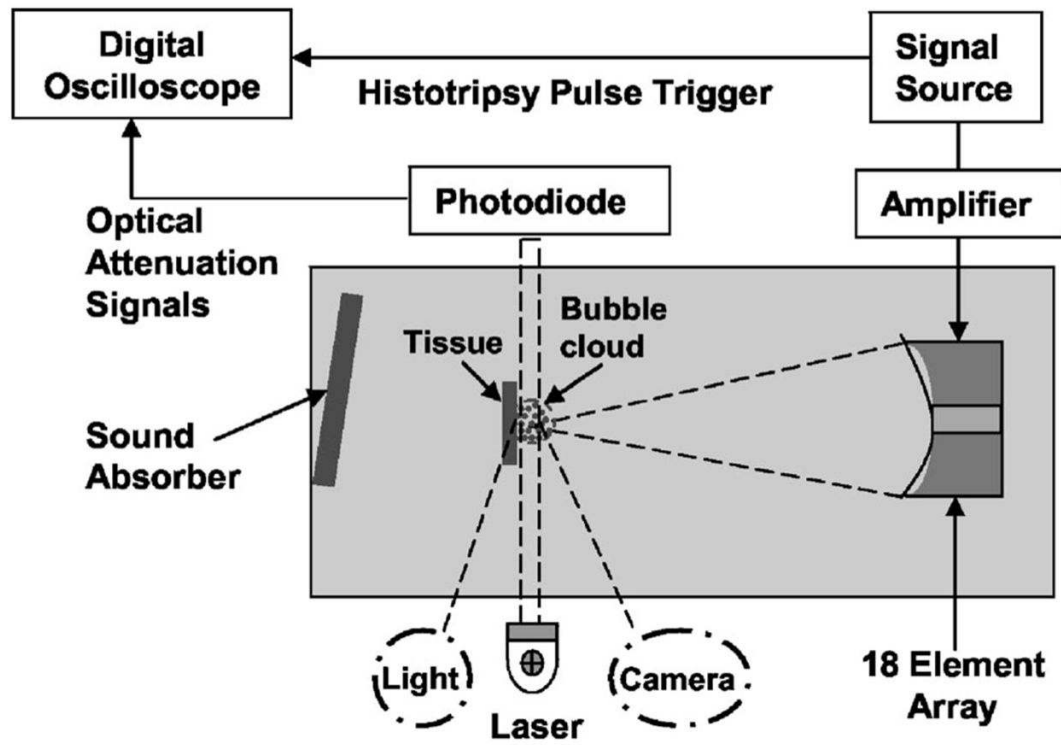 Digital
Oscilloscope
Histotripsy Pulse Trigger
Signal
Source
Photodiode
Amplifier
Optical
Attenuation
Signals
Tissue
Bubble
cloud
Sound
Absorber
Light
Laser
Camera
18 Element
Array